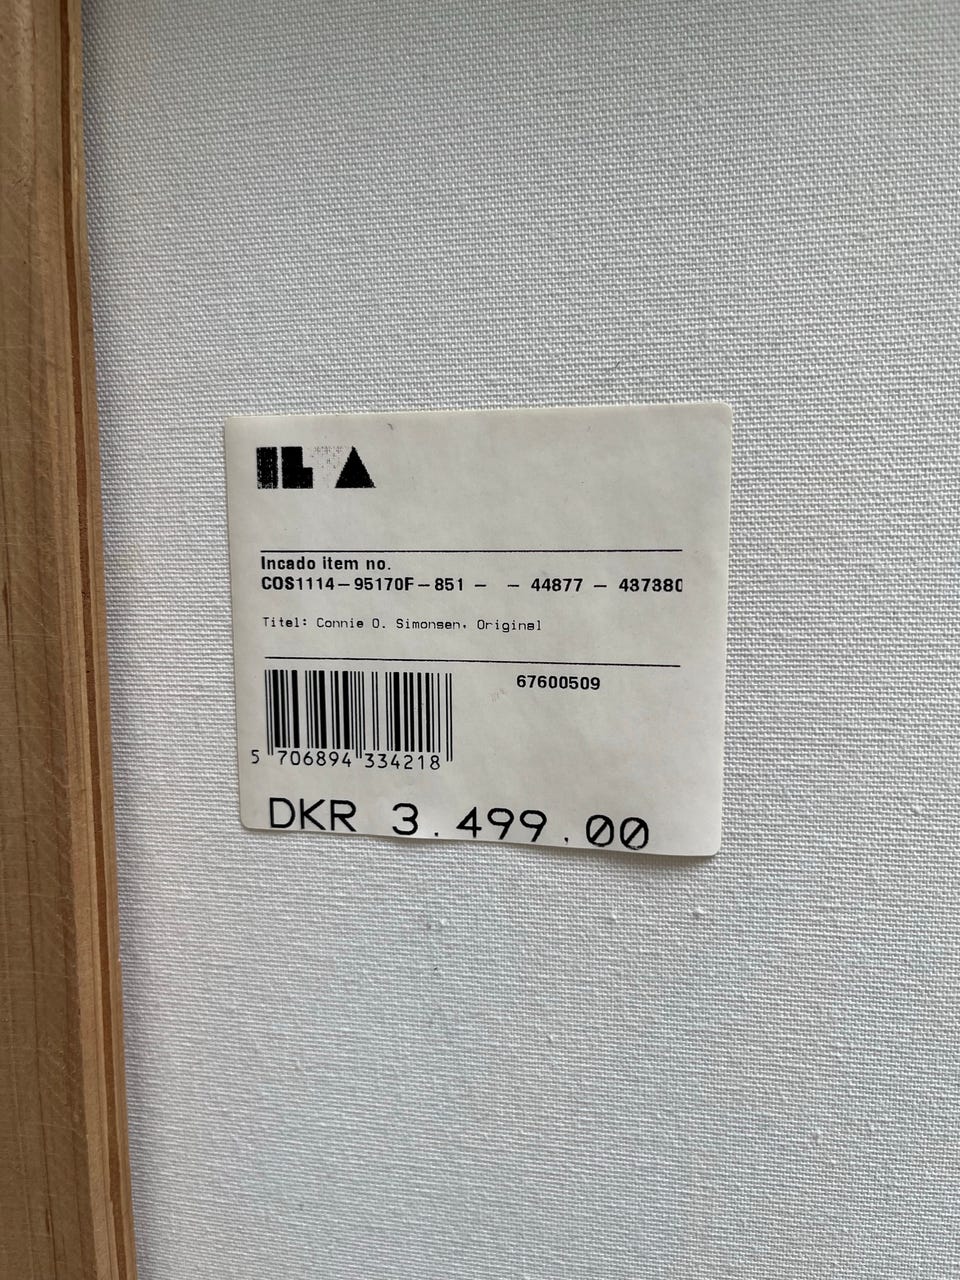 ILVA
Incado item no.
COS1114-95170F-851 - - 44877 - 437380
Titel: Connie O. Simonsen, Original
67600509
5 706894 334218
DKR 3.499.00